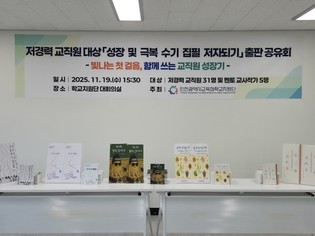 저경력 교직원 대상 「성장 및 극복 수기 집필 저자되기」 출판 공유회
- 빛나는 첫 걸음, 함께 쓰는 교직원 성장기 -
일시 : 2025. 11. 19.(수) 15:30 대상 : 저경력 교직원 31명 및 멘토 교사작가 5명
장소 : 학교지원단 대회의실 주최 :